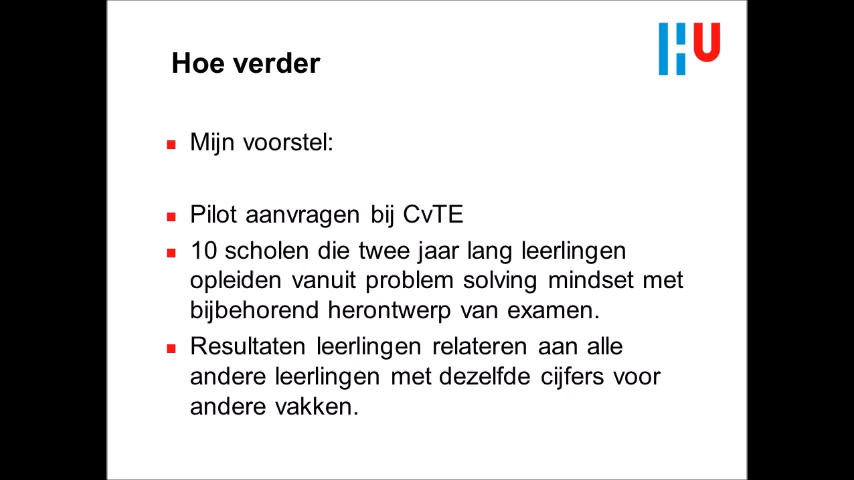 HU
Hoe verder
Mijn voorstel:
Pilot aanvragen bij CvTE
10 scholen die twee jaar lang leerlingen
opleiden vanuit problem solving mindset met
bijbehorend herontwerp van examen.
Resultaten leerlingen relateren aan alle
andere leerlingen met dezelfde cijfers voor
andere vakken.